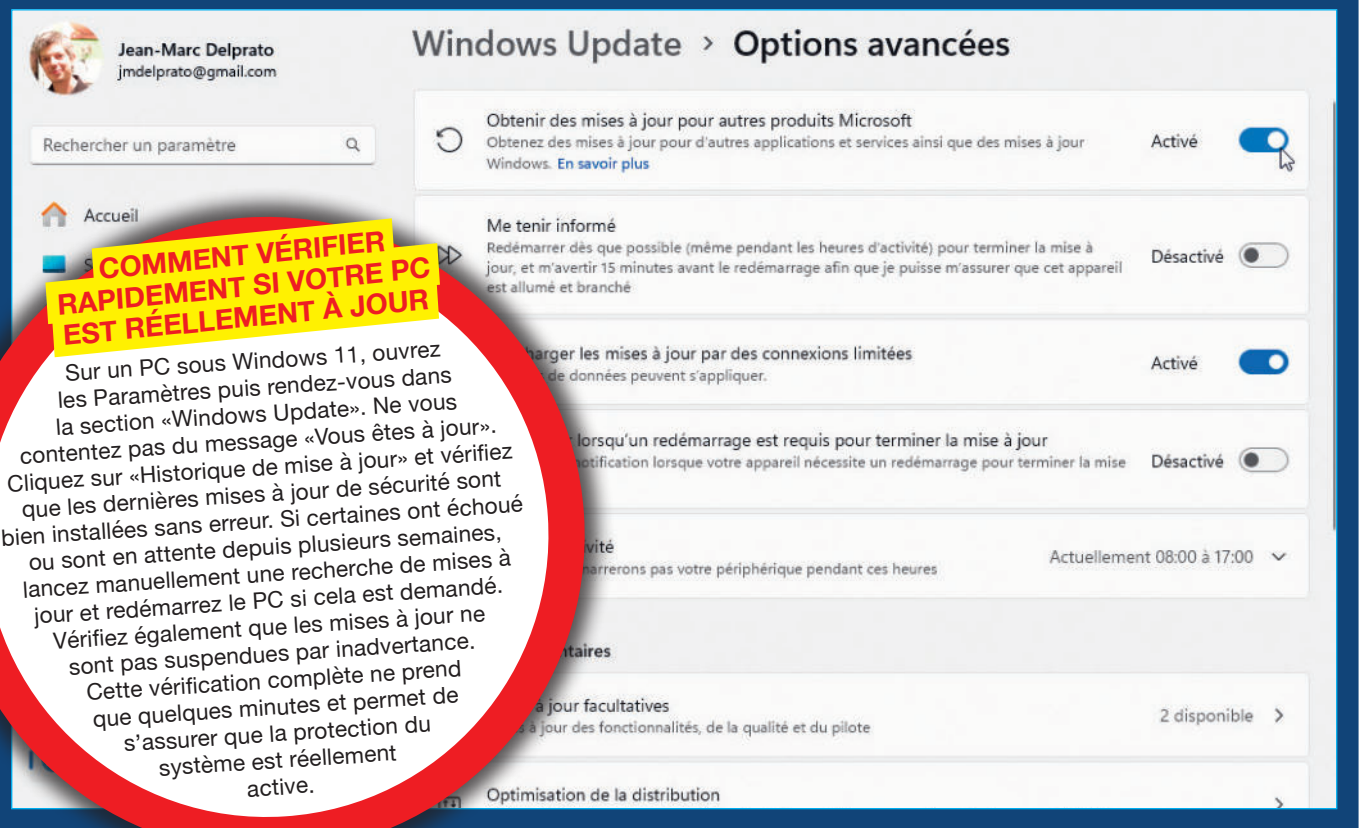 Jean-Marc Delprato
jmdelprato@gmail.com
Rechercher un paramètre
Accueil
S
Windows Update > Options avancées
Obtenir des mises à jour pour autres produits Microsoft
Obtenez des mises à jour pour d'autres applications et services ainsi que des mises à jour
Windows. En savoir plus
Activé
Me tenir informé
Redémarrer dès que possible (même pendant les heures d'activité) pour terminer la mise à
jour, et m'avertir 15 minutes avant le redémarrage afin que je puisse m'assurer que cet appareil
est allumé et branché
Désactivé
les mises à jour par des connexions limitées
de données peuvent s'appliquer.
Activé
lorsqu'un redémarrage est requis pour terminer la mise à jour
lorsque votre appareil nécessite un redémarrage pour terminer la mise
Désactivé
pas votre périphérique pendant ces heures
Actuellement 08:00 à 17:00
à jour facultatives
à jour des fonctionnalités, de la qualité et du pilote
2 disponible
Optimisation de la distribution
COMMENT VÉRIFIER
RAPIDEMENT SI VOTRE PC
EST RÉELLEMENT À JOUR
Sur un PC sous Windows 11, ouvrez
les Paramètres puis rendez-vous dans
la section «Windows Update». Ne vous
contentez pas du message «Vous êtes à jour».
Cliquez sur «Historique de mise à jour» et vérifiez
que les dernières mises à jour de sécurité sont
bien installées sans erreur. Si certaines ont échoué
ou sont en attente depuis plusieurs semaines,
lancez manuellement une recherche de mises à
jour et redémarrez le PC si cela est demandé.
Vérifiez également que les mises à jour ne
sont pas suspendues par inadvertance.
Cette vérification complète ne prend
que quelques minutes et permet de
s'assurer que la protection du
système est réellement
active.